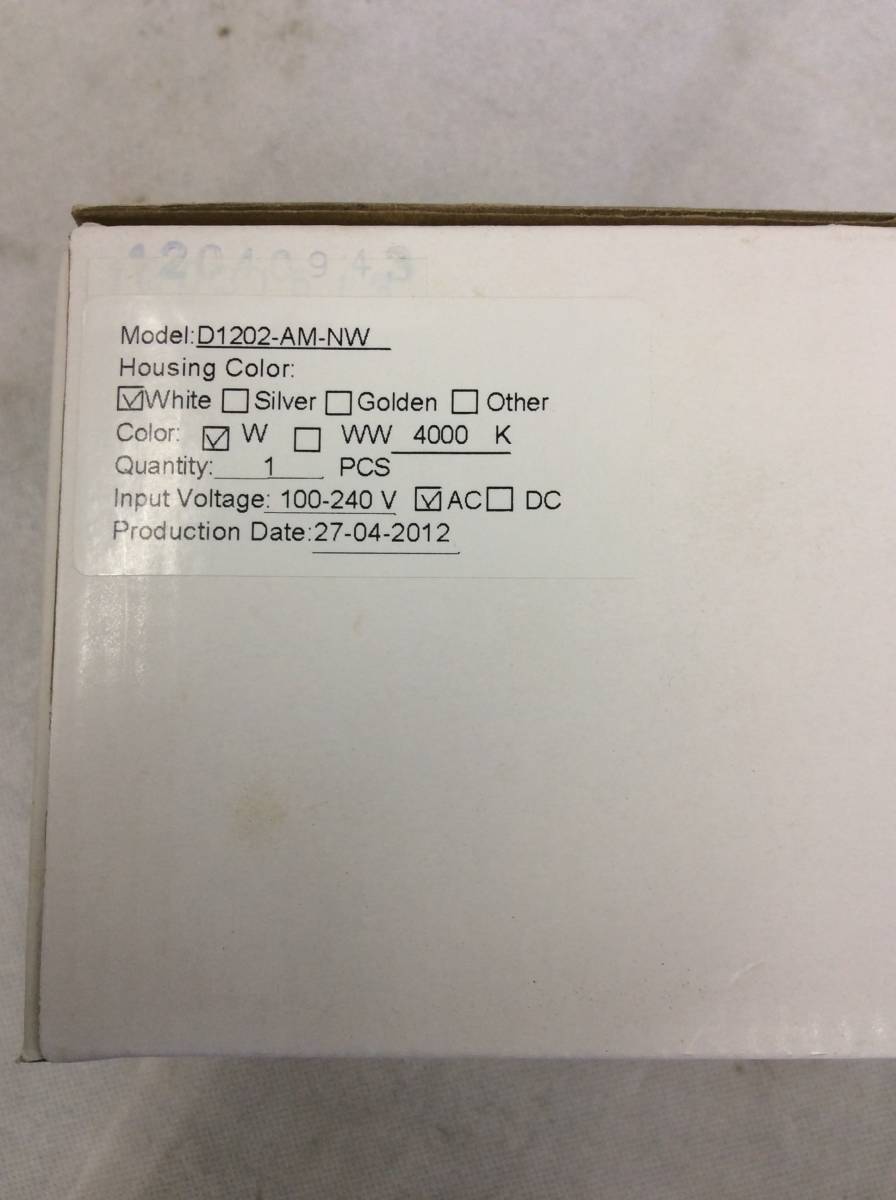 Model:D1202-AM-NW
Housing Color:
☑White ☐Silver ☐Golden ☐ Other
Color: ☑ W ☐ WW 4000 K
Quantity: 1 PCS
Input Voltage: 100-240 V ☑AC☐ DC
Production Date:27-04-2012